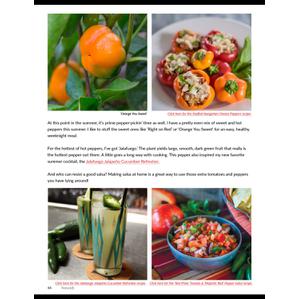 'Orange You Sweet'
Click here for the Stuffed Hungarian Cheese Peppers recipe.
At this point in the summer, it's prime pepper-pickin' time as well. I have a pretty even mix of sweet and hot
peppers this summer. I like to stuff the sweet ones like 'Right on Red' or 'Orange You Sweet' for an easy, healthy
weeknight meal.
For the hottest of hot peppers, I've got 'Jalafuego.' The plant yields large, smooth, dark green fruit that really is
the hottest pepper out there. A little goes a long way with cooking. This pepper also inspired my new favorite
summer cocktail, the Jalafuego Jalapeño Cucumber Refresher.
And who can resist a good salsa? Making salsa at home is a great way to use those extra tomatoes and peppers
you have lying around!
Click here for the Jalafuego Jalapeño Cucumber Refresher recipe.
Click here for the Tasty Tomato & Majestic Red Pepper salsa recipe.